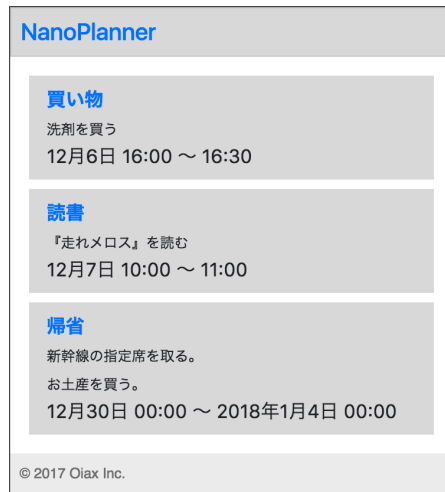 NanoPlanner
買い物
洗剤を買う
12月6日 16:00 〜 16:30
読書
『走れメロス』を読む
12月7日 10:00 〜 11:00
帰省
新幹線の指定席を取る。
お土産を買う。
12月30日 00:00 〜 2018年1月4日 00:00
© 2017 Oiax Inc.